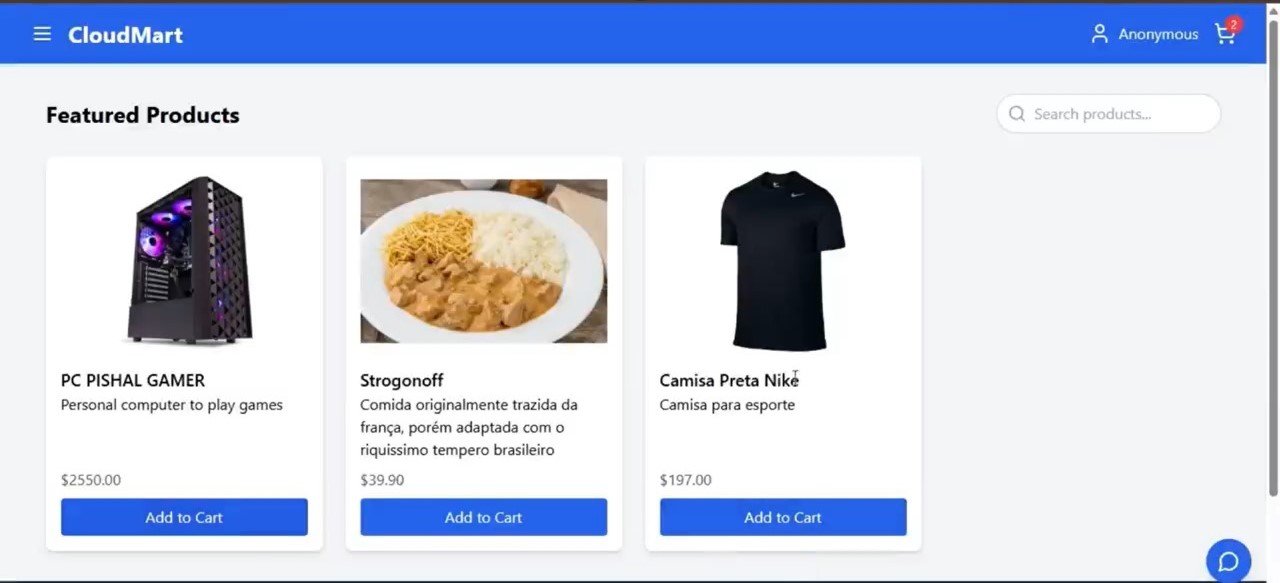 CloudMart
Anonymous
2
Featured Products
Search products...
PC PISHAL GAMER
Personal computer to play games
$2550.00
Add to Cart
Strogonoff
Comida originalmente trazida da
frança, porém adaptada com o
riquissimo tempero brasileiro
$39.90
Add to Cart
Camisa Preta Nike
Camisa para esporte
$197.00
Add to Cart